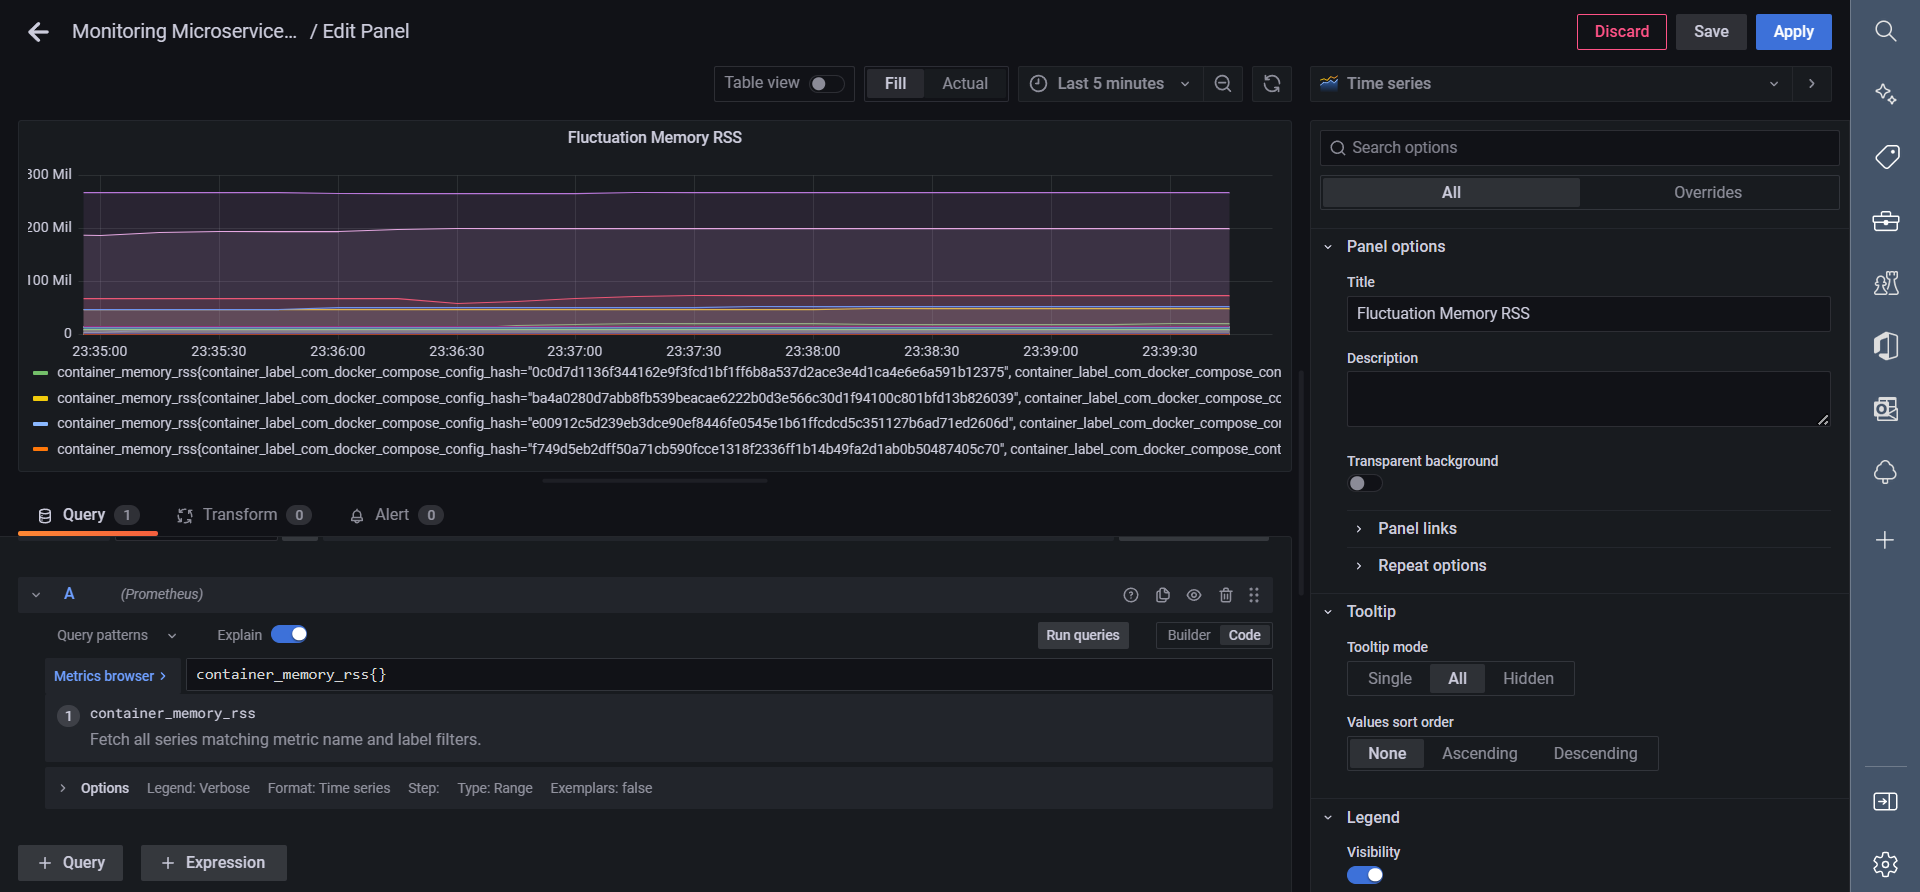 Monitoring Microservice... / Edit Panel
Discard
Save
Apply
Table view
Fill
Actual
Last 5 minutes
Time series
Fluctuation Memory RSS
300 Mil
200 Mil
100 Mil
0
23:35:00
23:35:30
23:36:00
23:36:30
23:37:00
23:37:30
23:38:00
23:38:30
23:39:00
23:39:30
container_memory_rss{container_label_com_docker_compose_config_hash="0c0d7d1136f344162e9f3fcd1bf1ff6b8a537d2ace3e4d1ca4e6e6a591b12375", container_label_com_docker_compose_con
container_memory_rss{container_label_com_docker_compose_config_hash="ba4a0280d7abb8fb539beacae6222b0d3e566c30d1f94100c801bfd13b826039", container_label_com_docker_compose_cc
container_memory_rss{container_label_com_docker_compose_config_hash="e00912c5d239eb3dce90ef8446fe0545e1b61ffcdcd5c351127b6ad71ed2606d", container_label_com_docker_compose_cor
container_memory_rss{container_label_com_docker_compose_config_hash="f749d5eb2dff50a71cb590fcce1318f2336ff1b14b49fa2d1ab0b50487405c70", container_label_com_docker_compose_cont
Query 1
Transform 0
Alert 0
A (Prometheus)
Query patterns
Explain
Run queries
Builder
Code
Metrics browser >
container_memory_rss{}
1 container_memory_rss
Fetch all series matching metric name and label filters.
Options Legend: Verbose Format: Time series Step: Type: Range Exemplars: false
+ Query
+ Expression
Search options
All
Overrides
Panel options
Title
Fluctuation Memory RSS
Description
Transparent background
Panel links
Repeat options
Tooltip
Tooltip mode
Single
All
Hidden
Values sort order
None
Ascending
Descending
Legend
Visibility